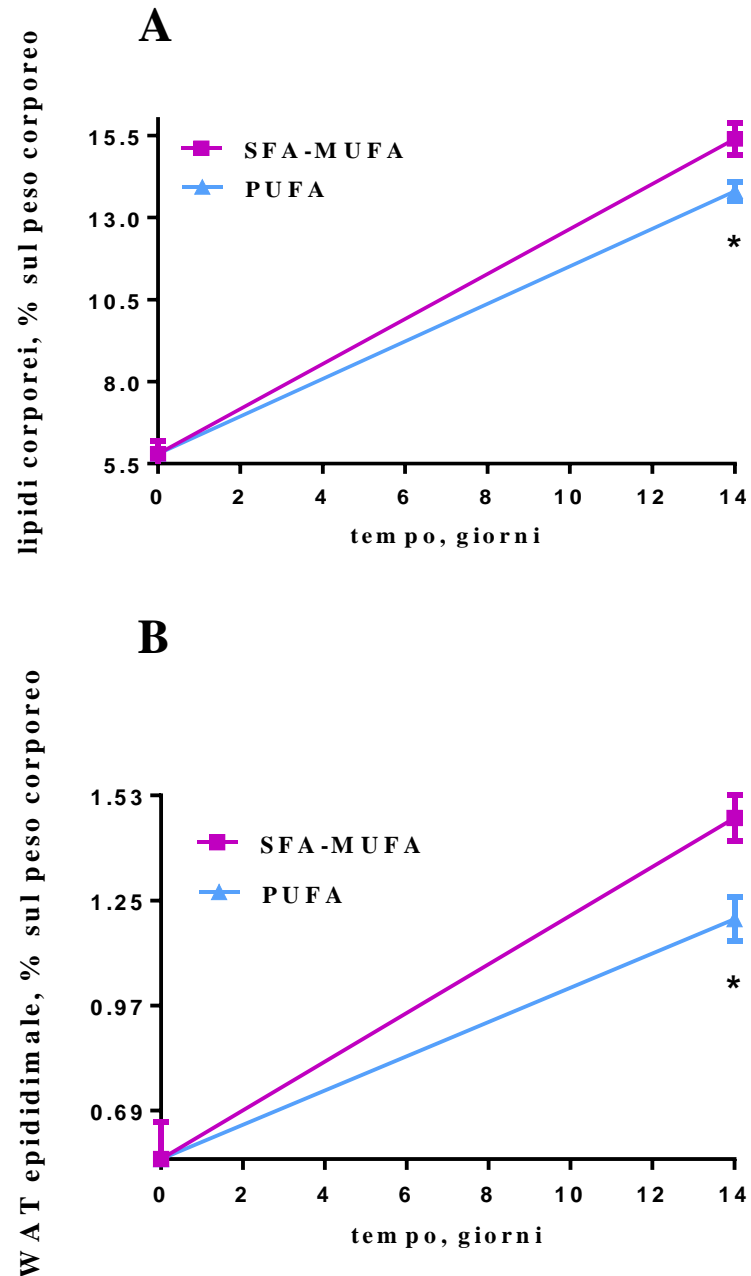 A
lipidi corporei, % sul peso corporeo
15.5
13.0
10.5
8.0
5.5
SFA-MUFA
PUFA
*
0 2 4 6 8 10 12 14
tempo, giorni
B
WAT epididimale, % sul peso corporeo
1.53
1.25
0.97
0.69
SFA-MUFA
PUFA
*
0 2 4 6 8 10 12 14
tempo, giorni